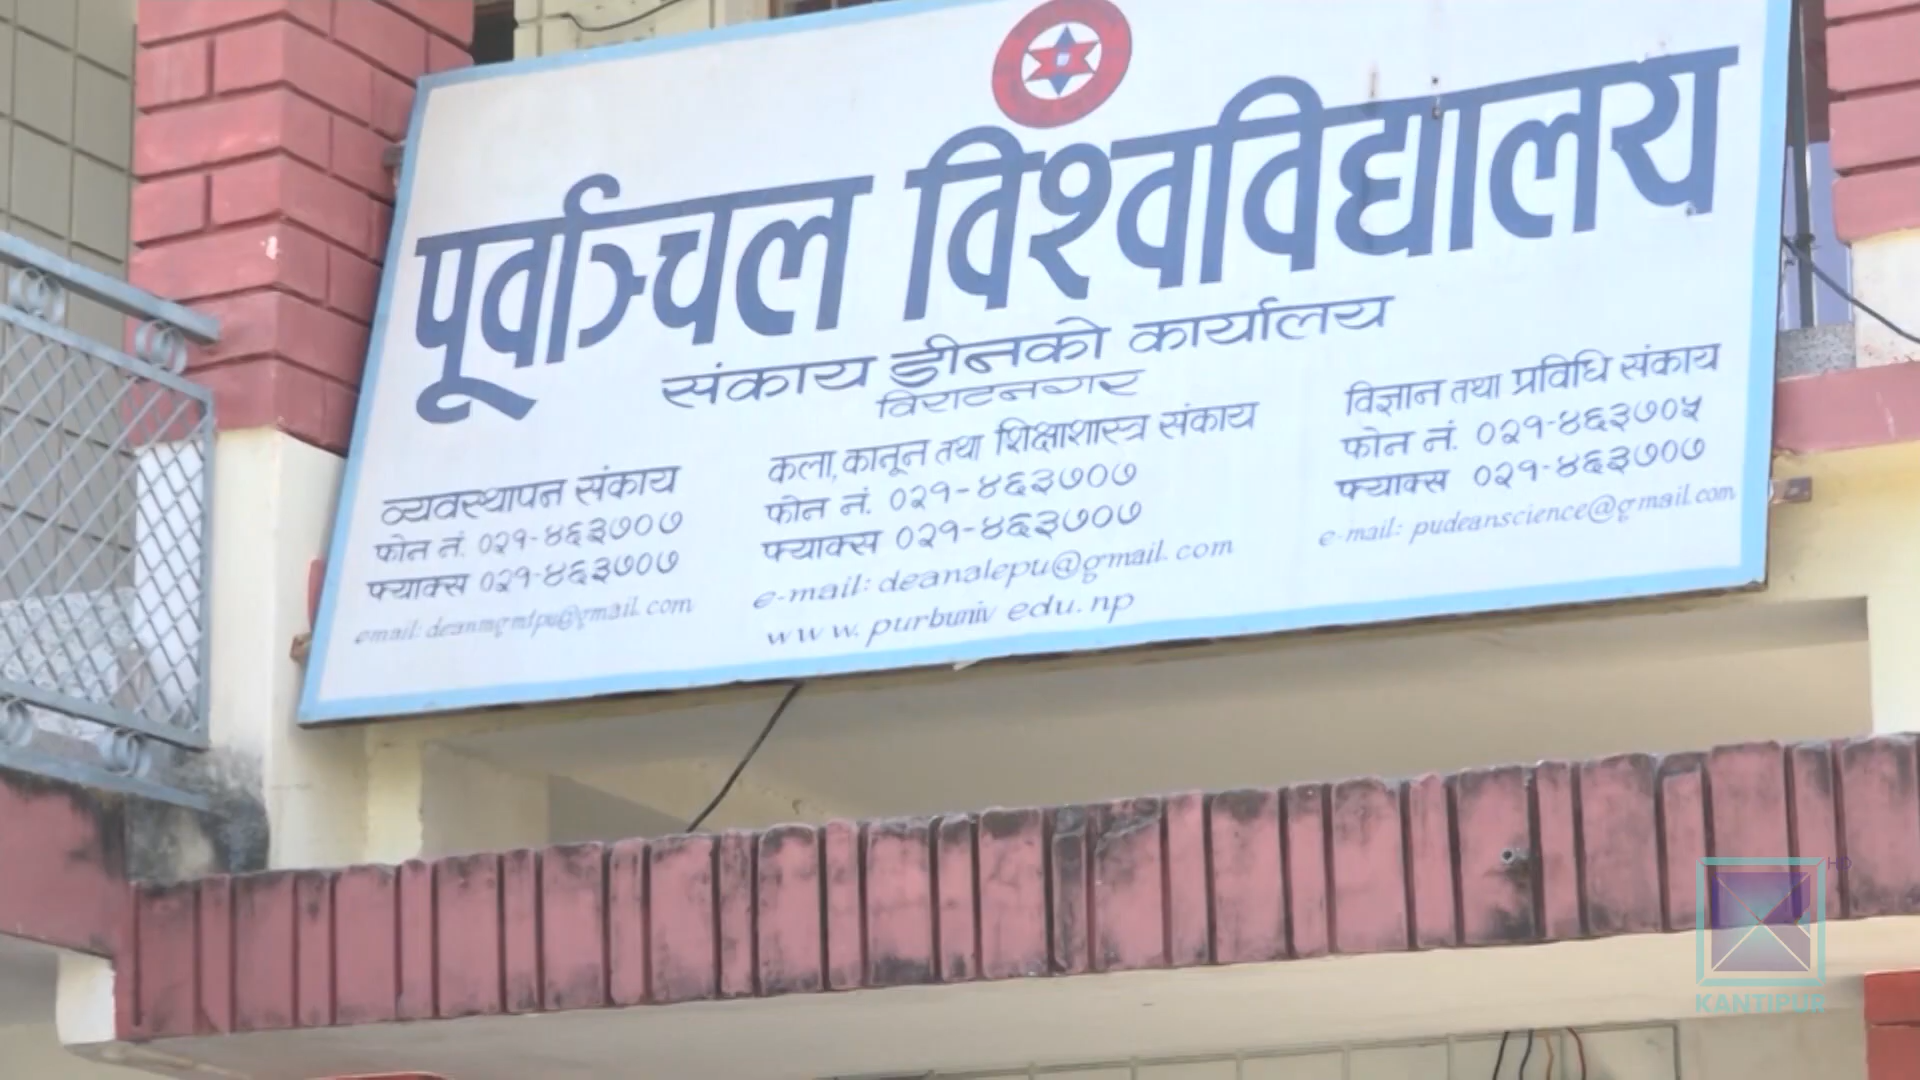 पूर्वाञ्चल विश्वविद्यालय
संकाय डीनको कार्यालय
विराटनगर
व्यवस्थापन संकाय
फोन नं. ०२१-४६३७०७
फ्याक्स ०२१-४६३७०७
email: deanmgmtpu@gmail.com
कला, कानून तथा शिक्षाशास्त्र संकाय
फोन नं. ०२१-४६३७०७
फ्याक्स ०२१-४६३७०७
e-mail: deanalepu@gmail.com
www.purbuniv edu.np
विज्ञान तथा प्रविधि संकाय
फोन नं. ०२१-४६३७०५
फ्याक्स ०२१-४६३७०७
e-mail: pudeanscience@gmail.com
HD
KANTIPUR